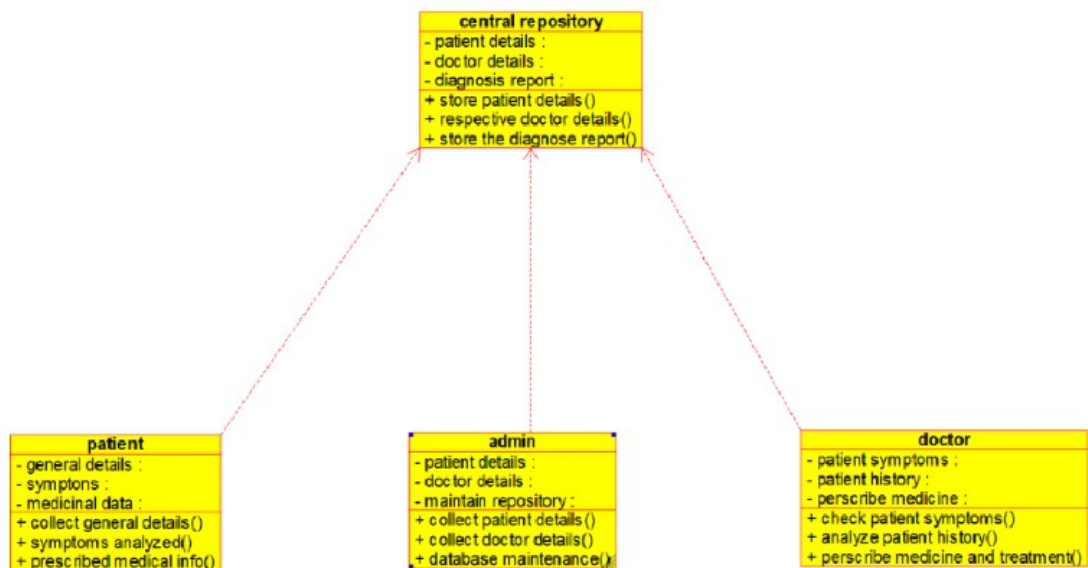 central repository
- patient details :
- doctor details :
- diagnosis report :
+ store patient details()
+ respective doctor details()
+ store the diagnose report()
patient
- general details :
- symptons :
- medicinal data :
+ collect general details()
+ symptoms analyzed()
+ prescribed medical info()
admin
- patient details :
- doctor details :
- maintain repository :
+ collect patient details()
+ collect doctor details()
+ database maintenance()
doctor
- patient symptoms :
- patient history :
- perscribe medicine :
+ check patient symptoms()
+ analyze patient history()
+ perscribe medicine and treatment()